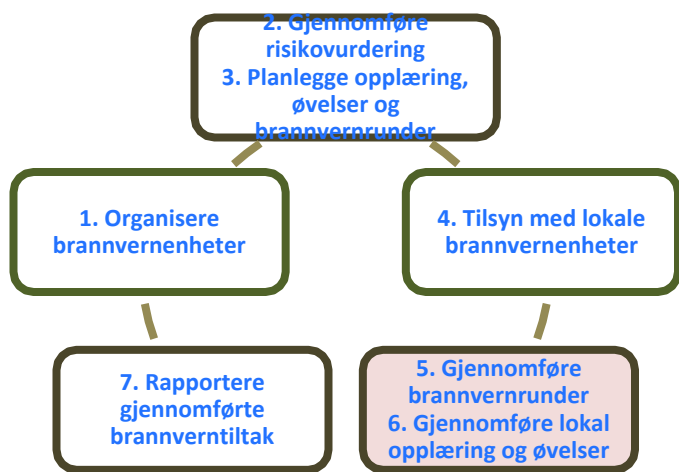 2. Gjennomføre
risikovurdering
3. Planlegge opplæring,
øvelser og
brannvernrunder
1. Organisere
brannvernenheter
4. Tilsyn med lokale
brannvernenheter
7. Rapportere
gjennomførte
brannverntiltak
5. Gjennomføre
brannvernrunder
6. Gjennomføre lokal
opplæring og øvelser